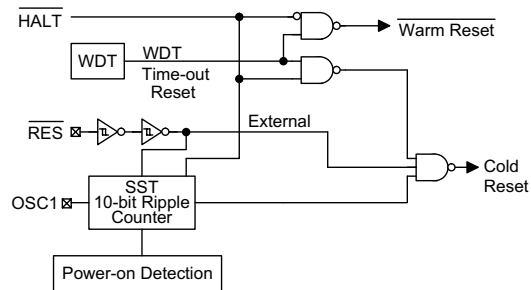 HALT
Warm Reset
WDT
WDT
Time-out
Reset
RES
External
Cold
Reset
OSC1
SST
10-bit Ripple
Counter
Power-on Detection